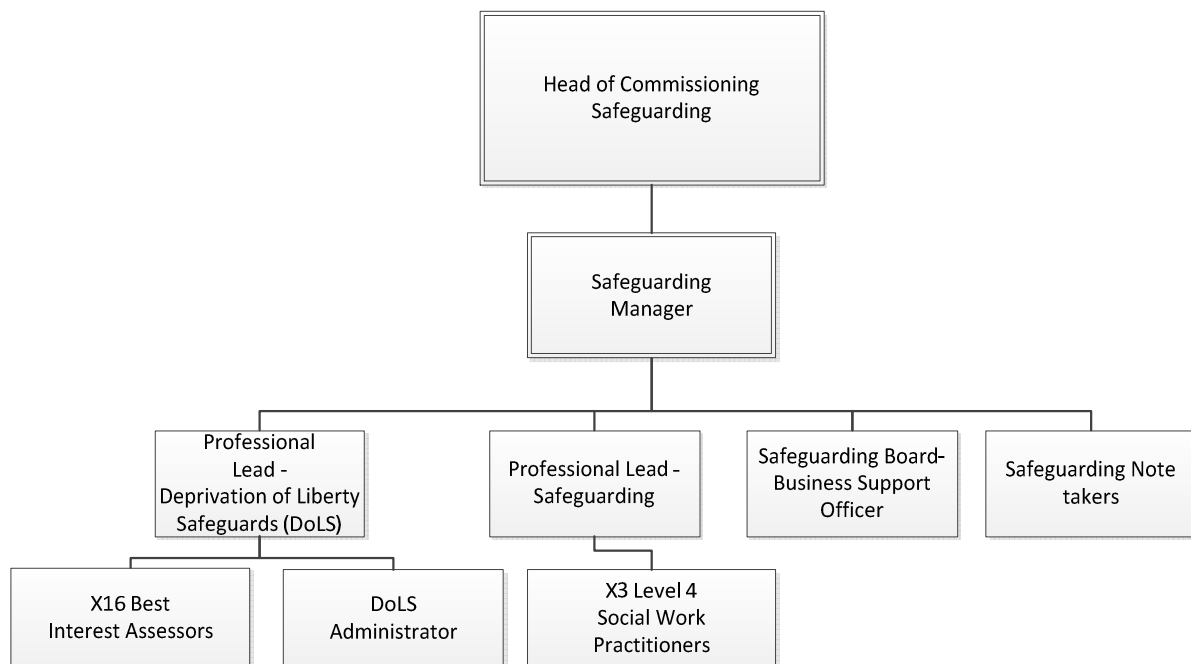 Head of Commissioning
Safeguarding
Safeguarding
Manager
Professional
Lead -
Deprivation of Liberty
Safeguards (DoLS)
Professional Lead -
Safeguarding
Safeguarding Board-
Business Support
Officer
Safeguarding Note
takers
X16 Best
Interest Assessors
DoLS
Administrator
X3 Level 4
Social Work
Practitioners